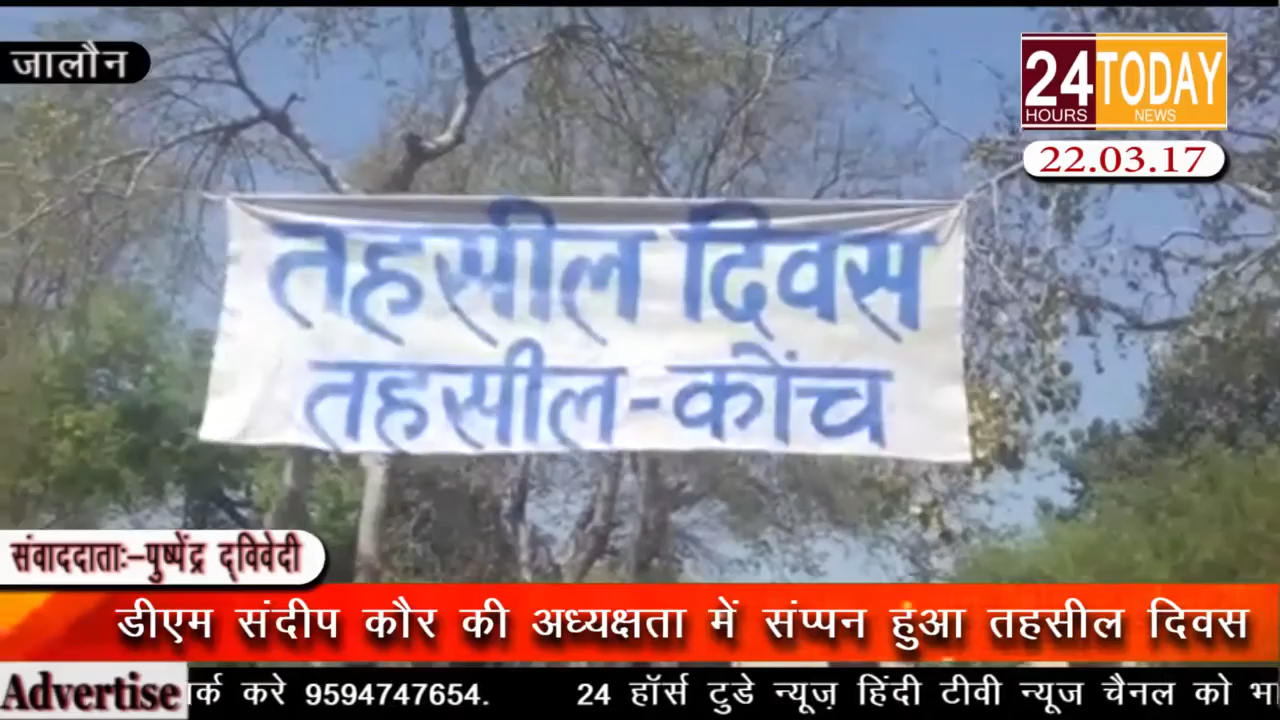 जालौन
24 TODAY
HOURS NEWS
22.03.17
तहसील दिवस
तहसील-कोंच
संवाददाताः-पुष्पेंद्र द्विवेदी
डीएम संदीप कौर की अध्यक्षता में संप्पन हुआ तहसील दिवस
Advertise र्क करे 9594747654. 24 हॉर्स टुडे न्यूज़ हिंदी टीवी न्यूज चैनल को